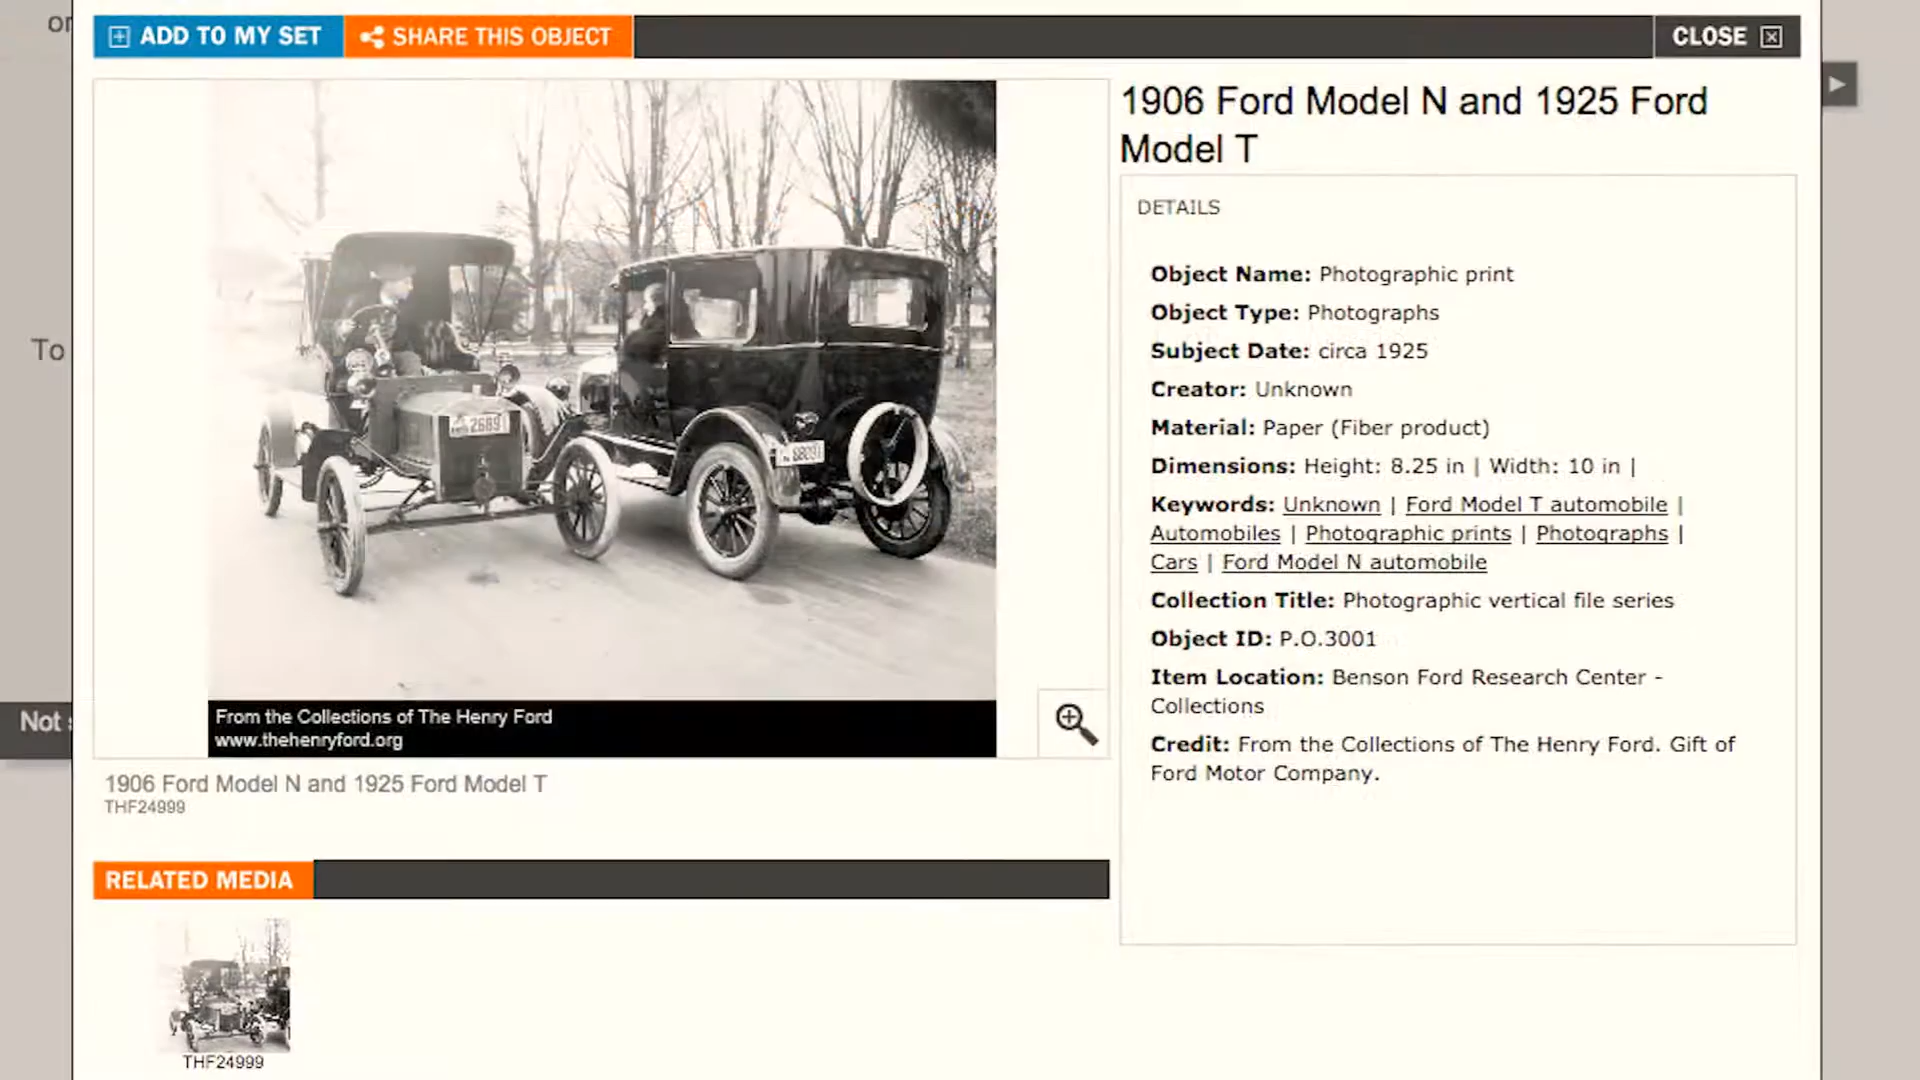 ADD TO MY SET
SHARE THIS OBJECT
CLOSE
1906 Ford Model N and 1925 Ford
Model T
DETAILS
Object Name: Photographic print
Object Type: Photographs
Subject Date: circa 1925
Creator: Unknown
Material: Paper (Fiber product)
Dimensions: Height: 8.25 in | Width: 10 in |
Keywords: Unknown | Ford Model T automobile |
Automobiles | Photographic prints | Photographs |
Cars | Ford Model N automobile
Collection Title: Photographic vertical file series
Object ID: P.O.3001
Item Location: Benson Ford Research Center -
Collections
Credit: From the Collections of The Henry Ford. Gift of
Ford Motor Company.
To
Not
2689
From the Collections of The Henry Ford
www.thehenryford.org
1906 Ford Model N and 1925 Ford Model T
THF24999
RELATED MEDIA
THF24999